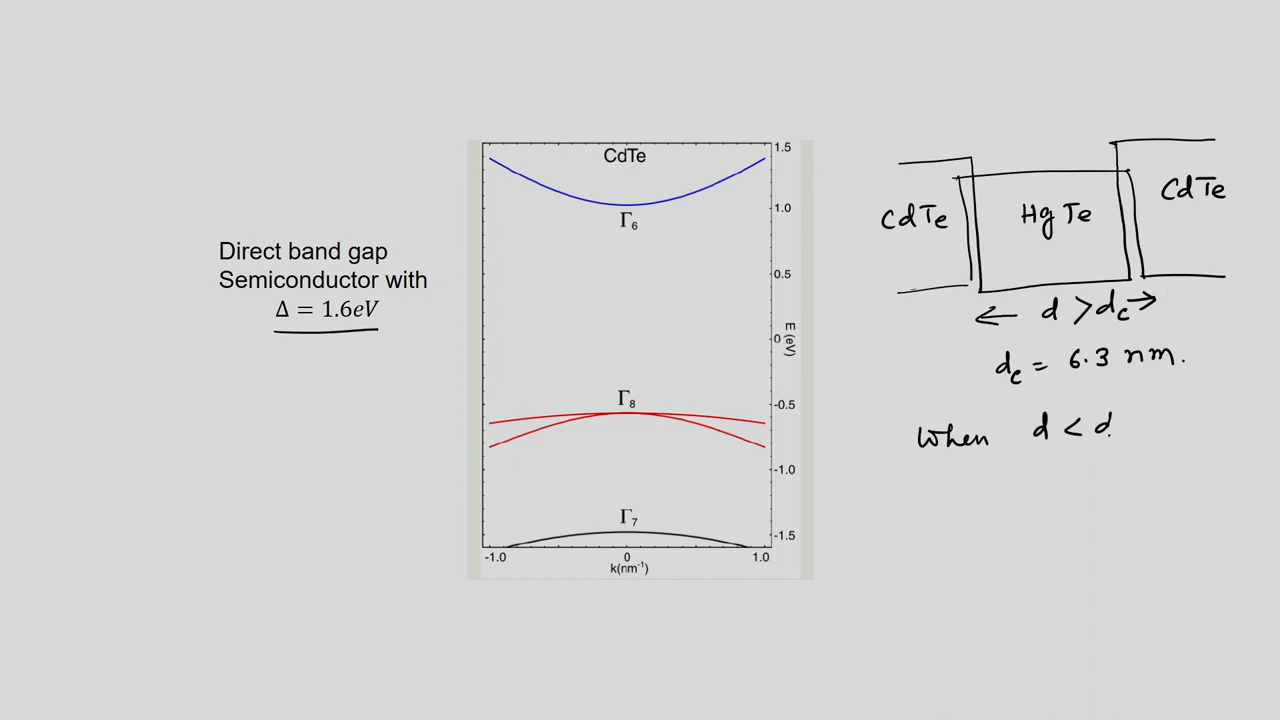 Direct band gap
Semiconductor with
Δ = 1.6eV
CdTe
Γ6
Γ8
Γ7
1.5
1.0
0.5
0
-0.5
-1.0
-1.5
E (eV)
-1.0 0 1.0
k(nm⁻¹)
CdTe HgTe CdTe
← d > dc →
dc = 6.3 nm.
When d < d